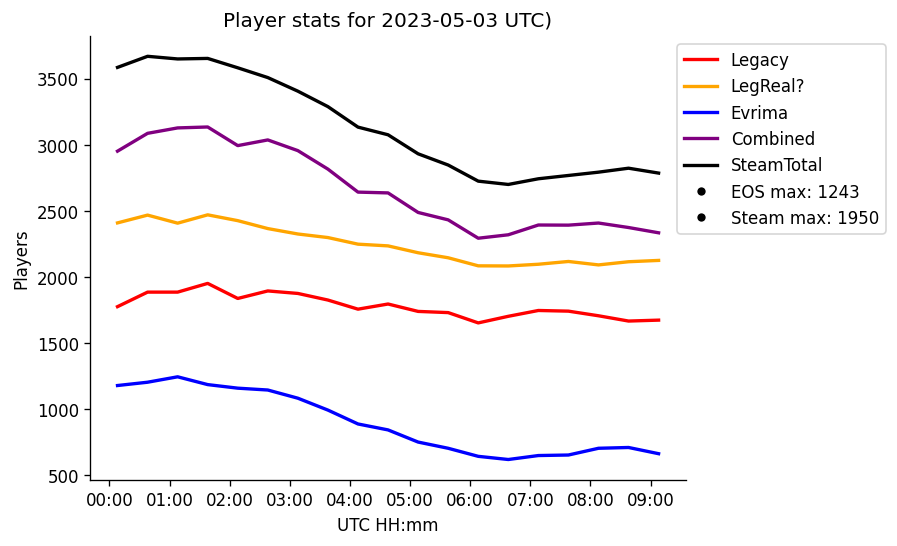 Player stats for 2023-05-03 UTC)
Players
3500
3000
2500
2000
1500
1000
500
00:00 01:00 02:00 03:00 04:00 05:00 06:00 07:00 08:00 09:00
UTC HH:mm
Legacy
LegReal?
Evrima
Combined
SteamTotal
EOS max: 1243
Steam max: 1950